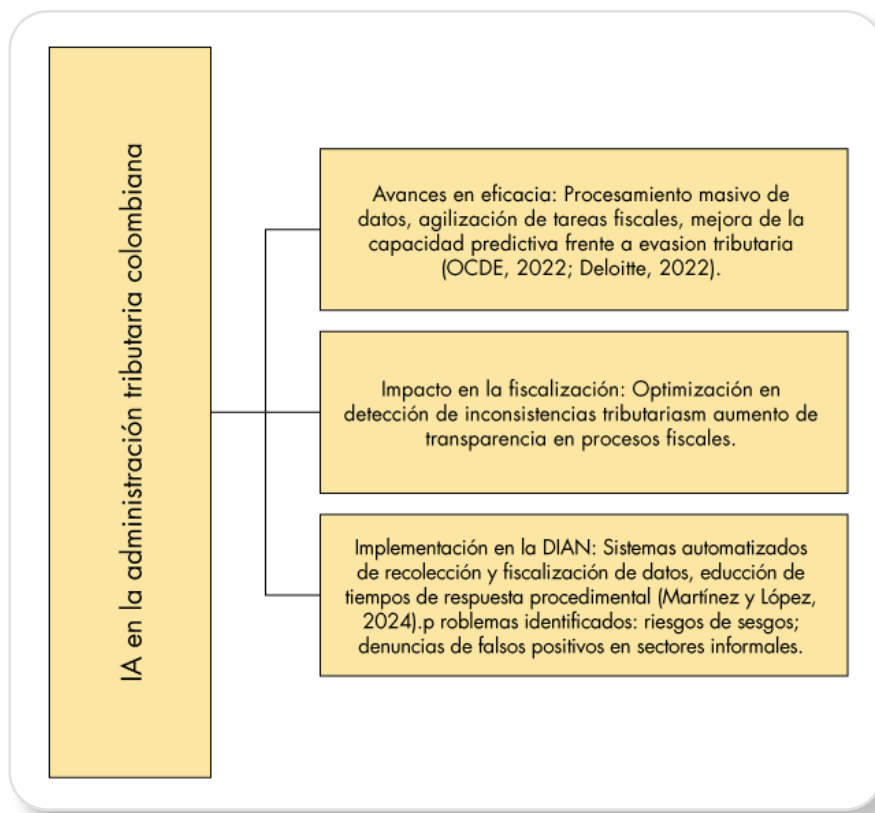 IA en la administración tributaria colombiana
Avances en eficacia: Procesamiento masivo de
datos, agilización de tareas fiscales, mejora de la
capacidad predictiva frente a evasion tributaria
(OCDE, 2022; Deloitte, 2022).
Impacto en la fiscalización: Optimización en
detección de inconsistencias tributariasm aumento de
transparencia en procesos fiscales.
Implementación en la DIAN: Sistemas automatizados
de recolección y fiscalización de datos, educción de
tiempos de respuesta procedimental (Martínez y López,
2024).p roblemas identificados: riesgos de sesgos;
denuncias de falsos positivos en sectores informales.